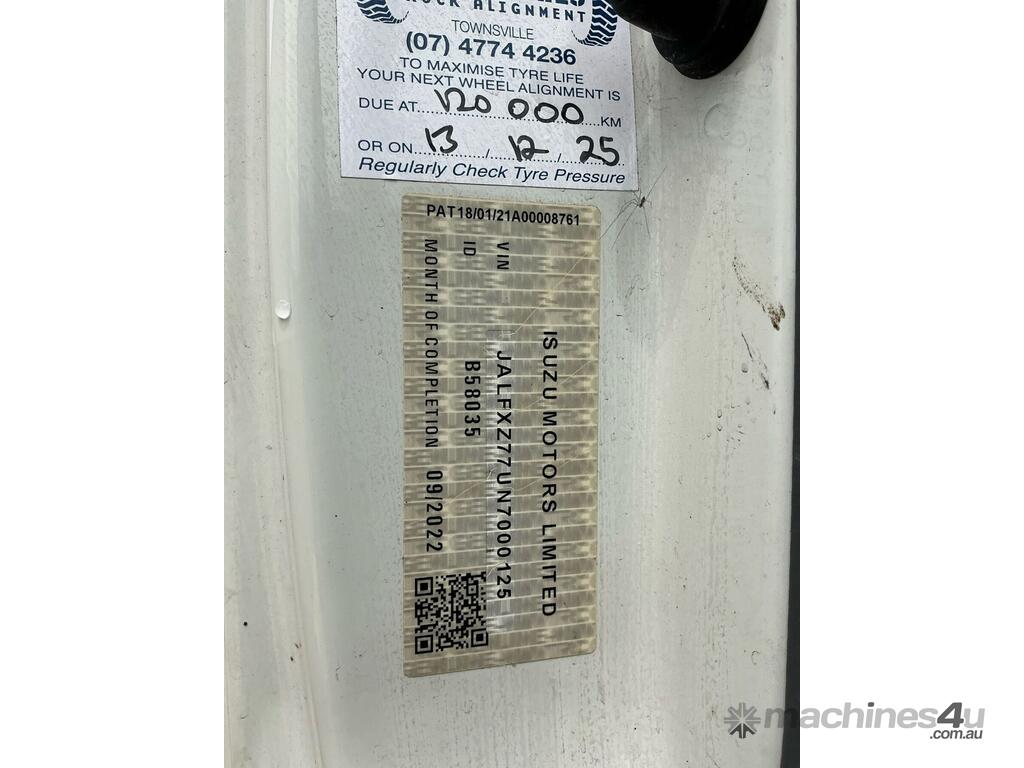 TRUCK ALIGNMENT
TOWNSVILLE
(07) 4774 4236
TO MAXIMISE TYRE LIFE
YOUR NEXT WHEEL ALIGNMENT IS
DUE AT....120 000....KM
OR ON....13..../....12..../....25....
Regularly Check Tyre Pressure
PAT18/01/21A00008761
ISUZU MOTORS LIMITED
VIN JALFXZ77UN7000125
ID B58035
MONTH OF COMPLETION 09/2022
machines4u
.com.au